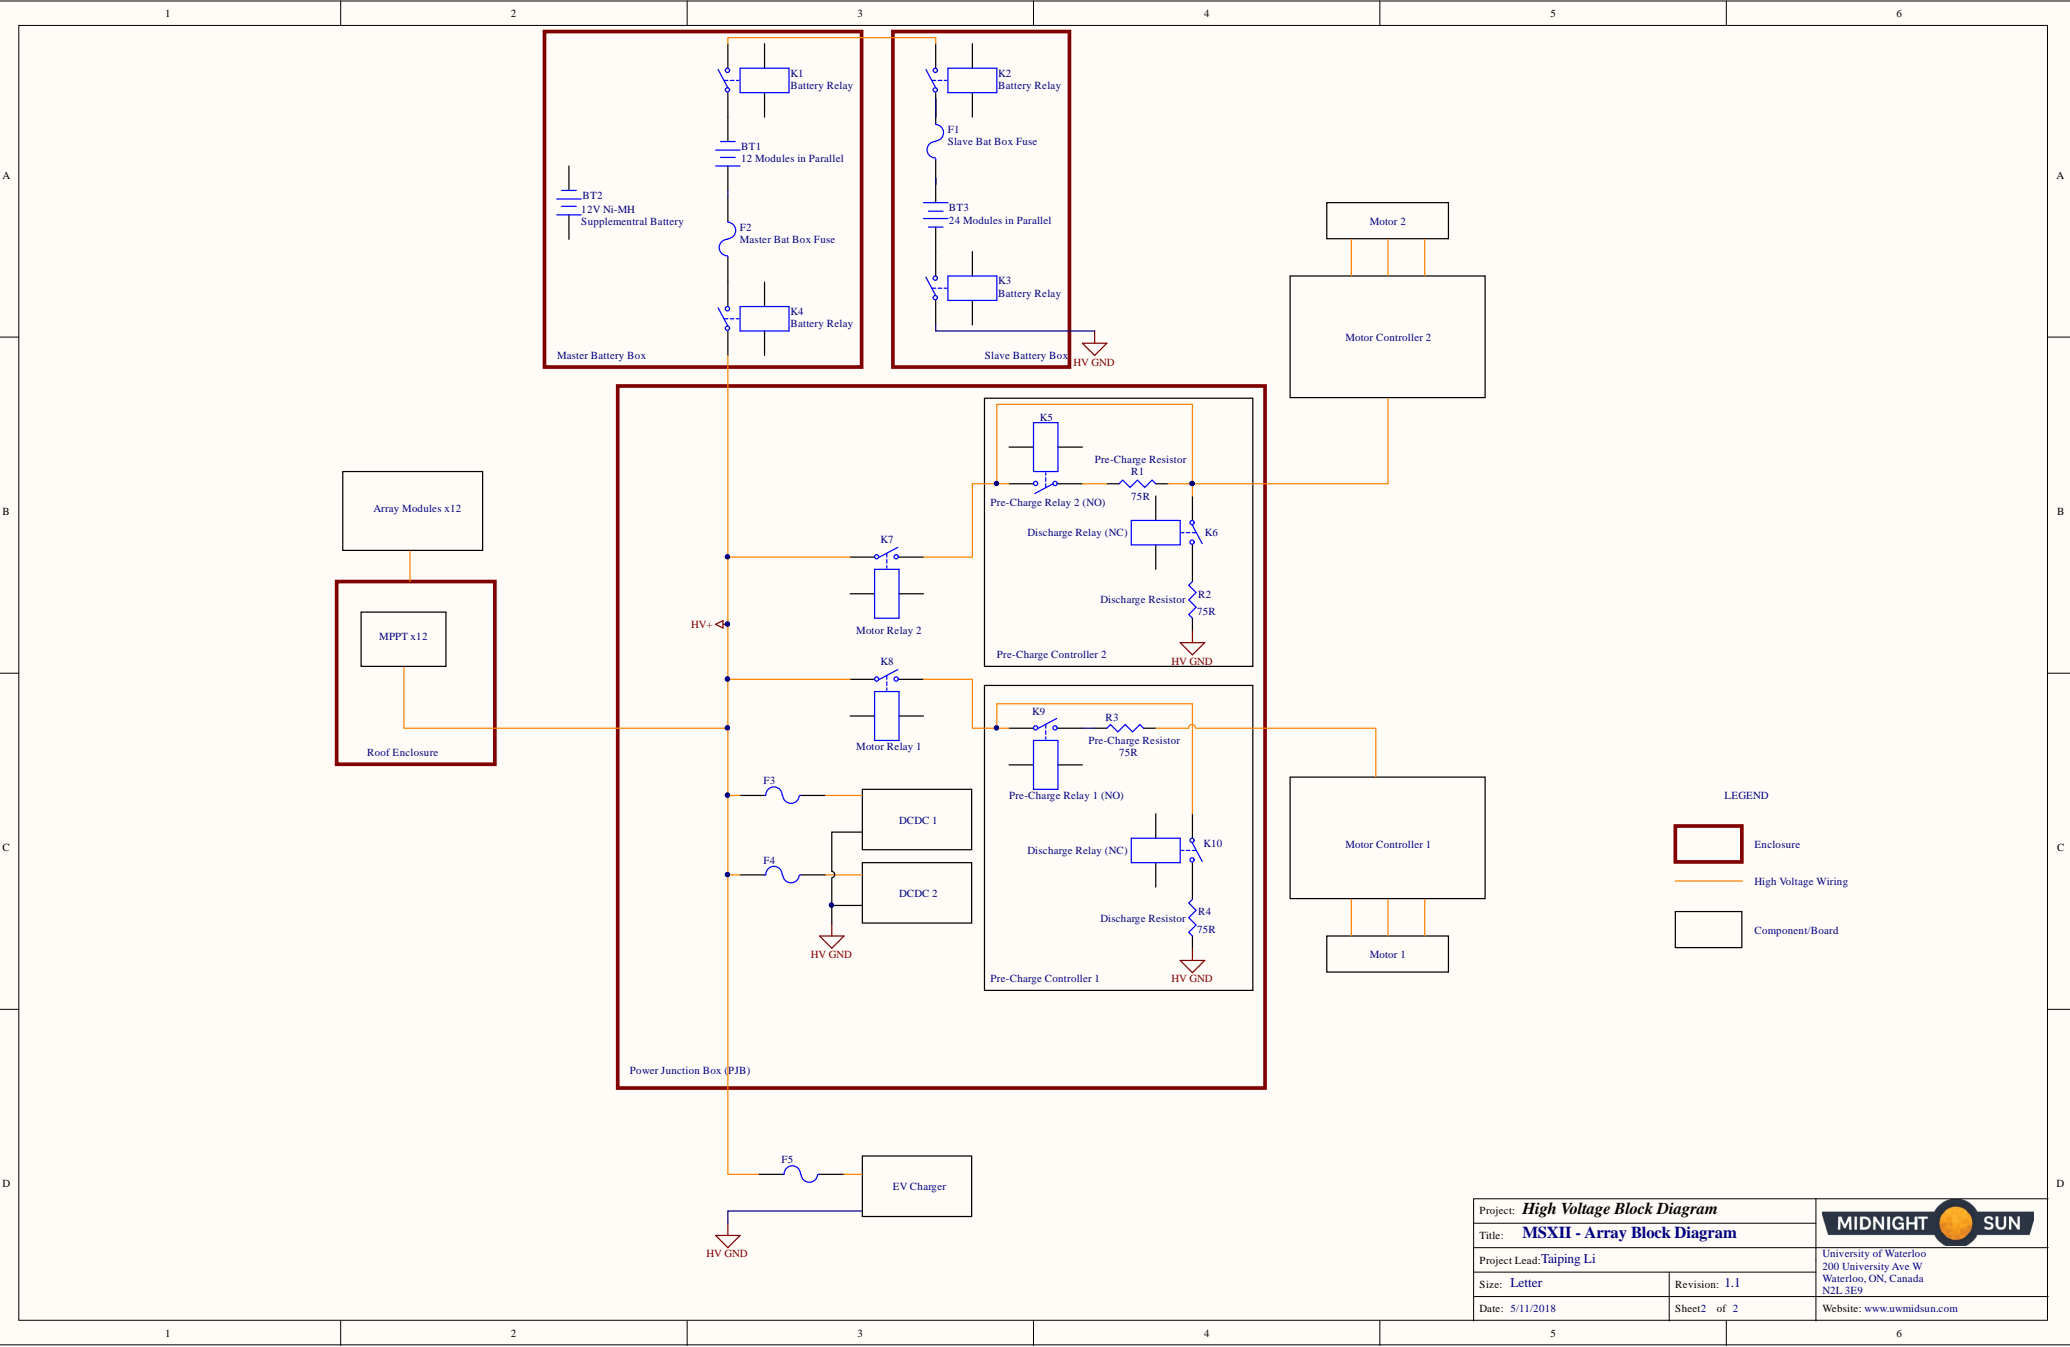 1 2 3 4 5 6
A
B
C
D
A
B
C
D
K1
Battery Relay
BT1
12 Modules in Parallel
BT2
12V Ni-MH
Supplementral Battery
F2
Master Bat Box Fuse
K4
Battery Relay
Master Battery Box
K2
Battery Relay
F1
Slave Bat Box Fuse
BT3
24 Modules in Parallel
K3
Battery Relay
Slave Battery Box
HV GND
Motor 2
Motor Controller 2
K5
Pre-Charge Resistor
R1
75R
Pre-Charge Relay 2 (NO)
Discharge Relay (NC)
K6
Discharge Resistor
R2
75R
HV GND
Pre-Charge Controller 2
Array Modules x12
MPPT x12
Roof Enclosure
K7
Motor Relay 2
HV+
K8
Motor Relay 1
K9
R3
Pre-Charge Resistor
75R
Pre-Charge Relay 1 (NO)
Discharge Relay (NC)
K10
Discharge Resistor
R4
75R
HV GND
Pre-Charge Controller 1
F3
DCDC 1
F4
DCDC 2
HV GND
Power Junction Box (PJB)
Motor Controller 1
Motor 1
LEGEND
Enclosure
High Voltage Wiring
Component/Board
F5
EV Charger
HV GND
Project: High Voltage Block Diagram
Title: MSXII - Array Block Diagram
Project Lead:Taiping Li
Size: Letter
Revision: 1.1
Date: 5/11/2018
Sheet2 of 2
MIDNIGHT SUN
University of Waterloo
200 University Ave W
Waterloo, ON, Canada
N2L 3E9
Website: www.uwmidsun.com
1 2 3 4 5 6